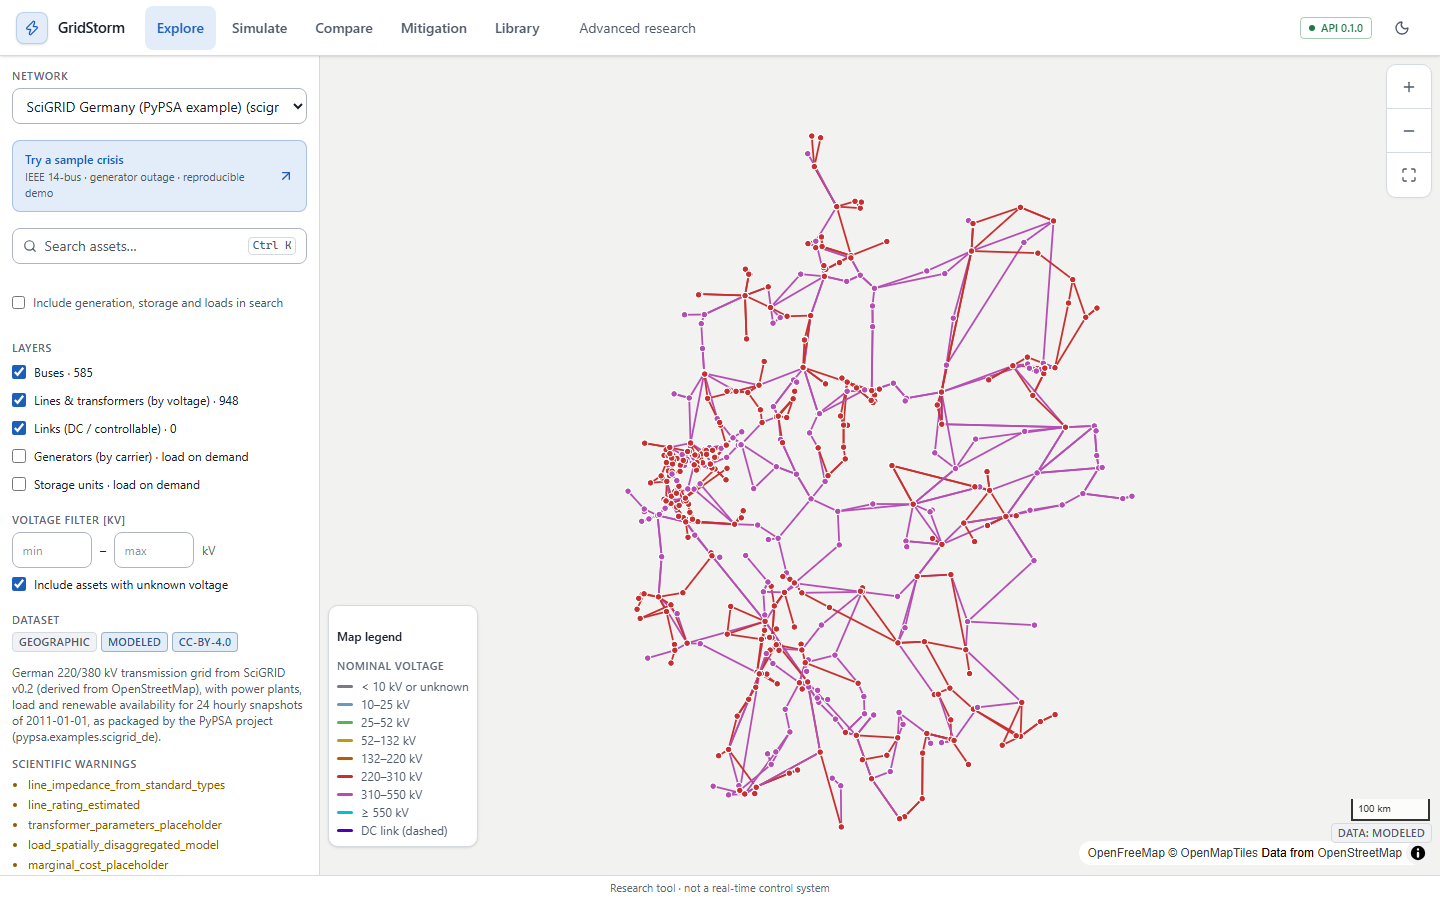 GridStorm
Explore
Simulate
Compare
Mitigation
Library
Advanced research
API 0.1.0
NETWORK
SciGRID Germany (PyPSA example) (scigr
Try a sample crisis
IEEE 14-bus · generator outage · reproducible
demo
Search assets...
Ctrl K
Include generation, storage and loads in search
LAYERS
Buses · 585
Lines & transformers (by voltage) · 948
Links (DC / controllable) · 0
Generators (by carrier) · load on demand
Storage units · load on demand
VOLTAGE FILTER [KV]
min – max kV
Include assets with unknown voltage
DATASET
GEOGRAPHIC MODELED CC-BY-4.0
German 220/380 kV transmission grid from SciGRID
v0.2 (derived from OpenStreetMap), with power plants,
load and renewable availability for 24 hourly snapshots
of 2011-01-01, as packaged by the PyPSA project
(pypsa.examples.scigrid_de).
SCIENTIFIC WARNINGS
line_impedance_from_standard_types
line_rating_estimated
transformer_parameters_placeholder
load_spatially_disaggregated_model
marginal_cost_placeholder
Map legend
NOMINAL VOLTAGE
< 10 kV or unknown
10–25 kV
25–52 kV
52–132 kV
132–220 kV
220–310 kV
310–550 kV
≥ 550 kV
DC link (dashed)
100 km
DATA: MODELED
OpenFreeMap © OpenMapTiles Data from OpenStreetMap
Research tool · not a real-time control system